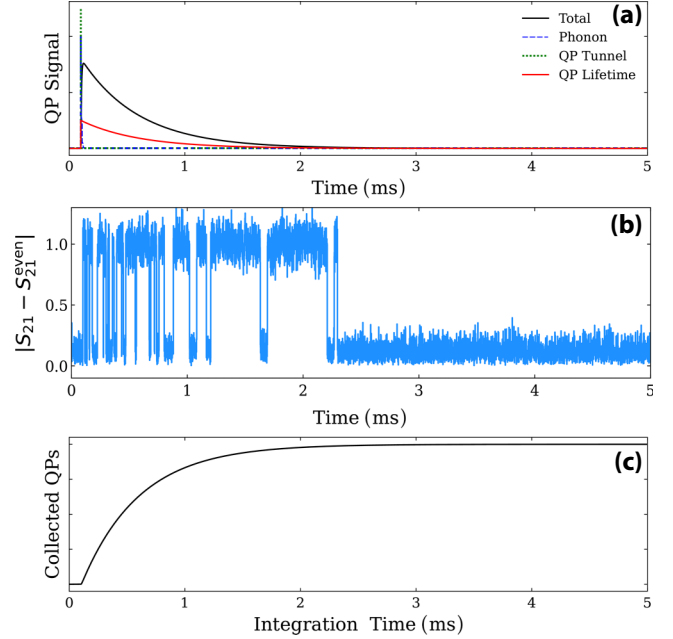 (a)
Total
Phonon
QP Tunnel
QP Lifetime
QP Signal
0 1 2 3 4 5
Time (ms)
(b)
|S₂₁ − S₂₁ᵉᵛᵉⁿ|
1.0
0.5
0.0
0 1 2 3 4 5
Time (ms)
(c)
Collected QPs
0 1 2 3 4 5
Integration Time (ms)